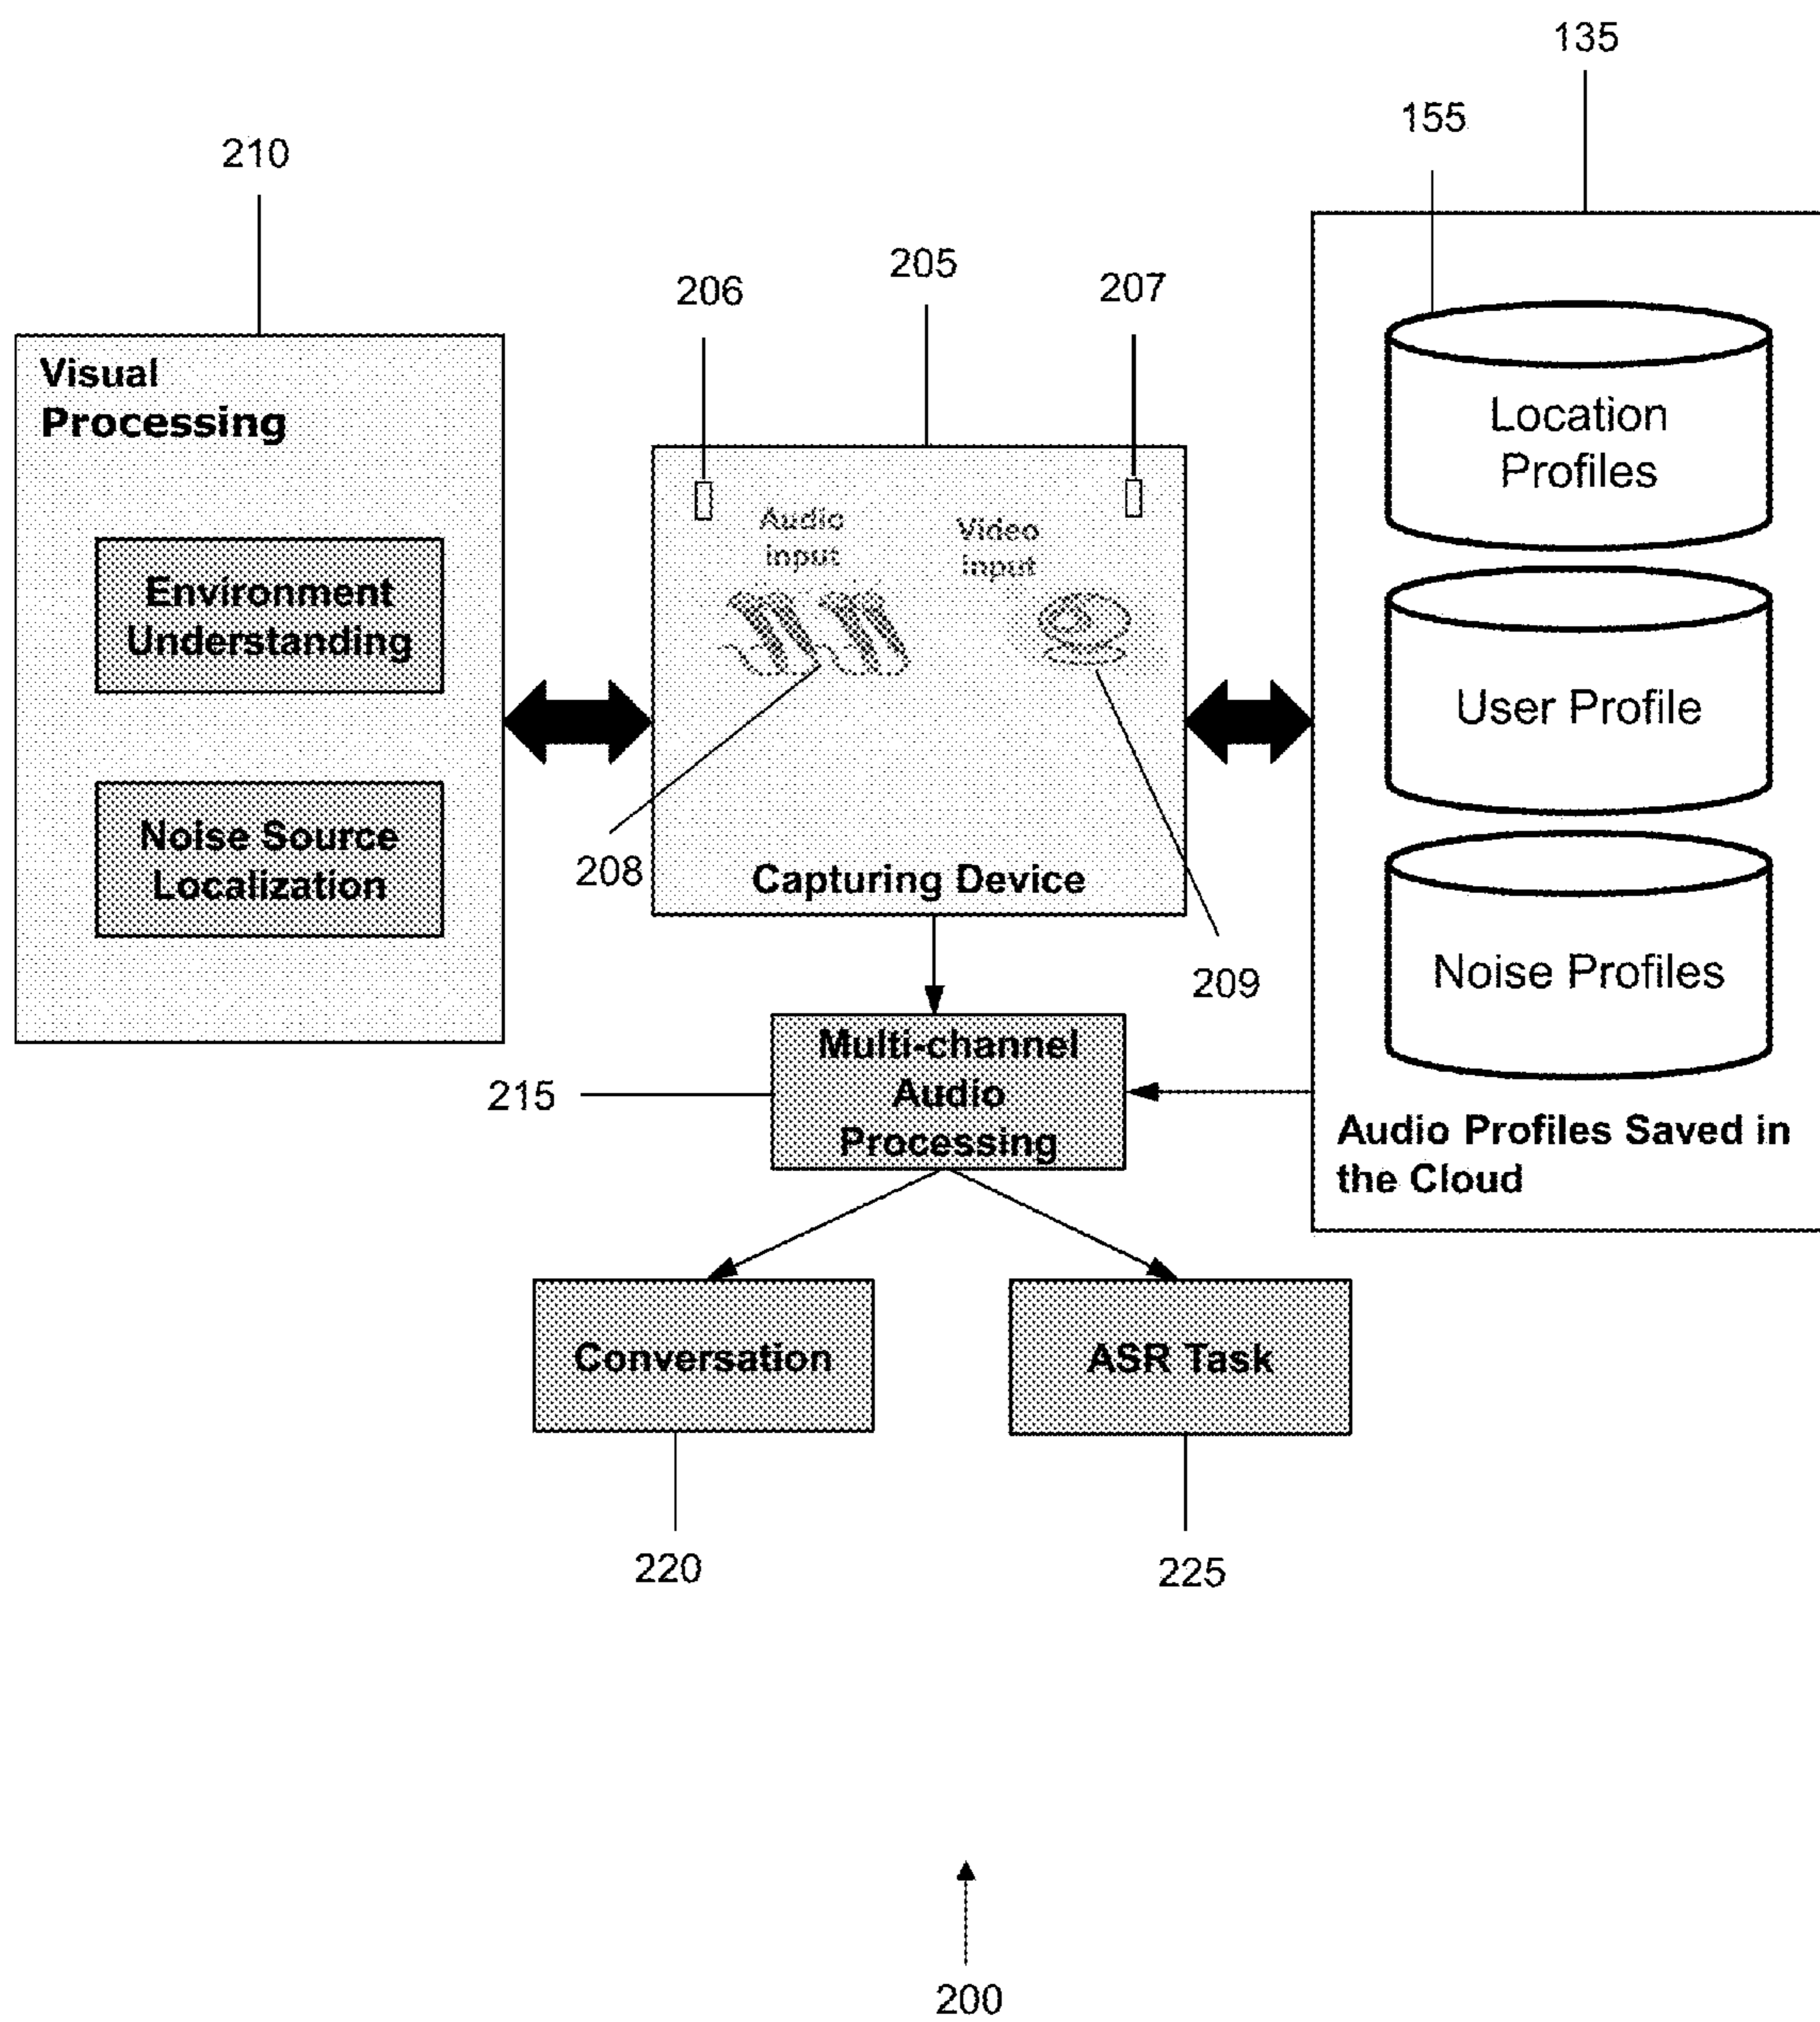 135
155
210
205
206
207
Visual
Processing
Environment
Understanding
Noise Source
Localization
Audio
input
Video
input
208
Capturing Device
209
Location
Profiles
User Profile
Noise Profiles
Audio Profiles Saved in
the Cloud
Multi-channel
Audio
Processing
215
Conversation
ASR Task
220
225
200